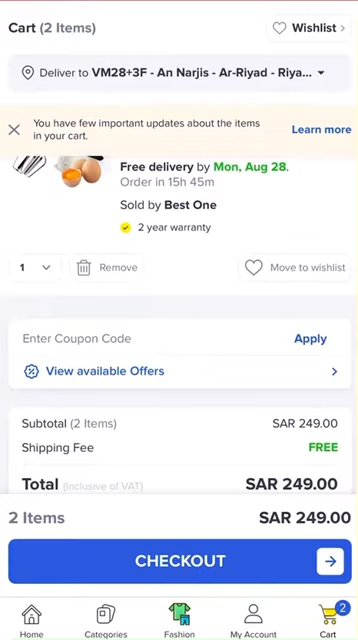 Cart (2 Items)
Wishlist
Deliver to VM28+3F - An Narjis - Ar-Riyad - Riya...
You have few important updates about the items
in your cart.
Learn more
Free delivery by Mon, Aug 28.
Order in 15h 45m
Sold by Best One
2 year warranty
1
Remove
Move to wishlist
Enter Coupon Code
Apply
View available Offers
Subtotal (2 Items)
SAR 249.00
Shipping Fee
FREE
Total (Inclusive of VAT)
SAR 249.00
2 Items
SAR 249.00
CHECKOUT
2
Home
Categories
Fashion
My Account
Cart